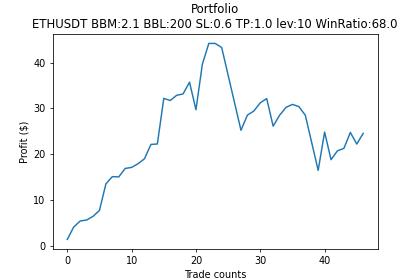 Portfolio
ETHUSDT BBM:2.1 BBL:200 SL:0.6 TP:1.0 lev:10 WinRatio:68.0
40
30
20
10
0
Profit ($)
0 10 20 30 40
Trade counts